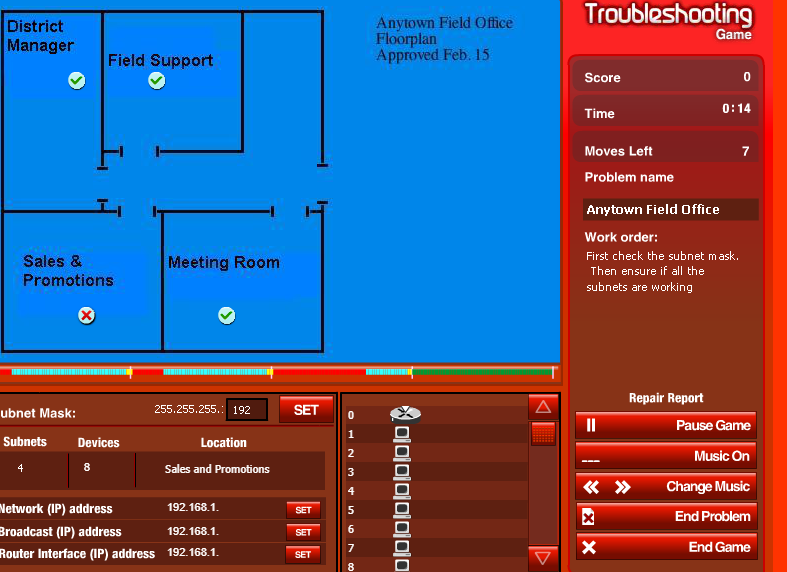 District
Manager
Field Support
Anytown Field Office
Floorplan
Approved Feb. 15
Sales &
Promotions
Meeting Room
Troubleshooting
Game
Score 0
Time 0:14
Moves Left 7
Problem name
Anytown Field Office
Work order:
First check the subnet mask.
Then ensure if all the
subnets are working
Repair Report
Pause Game
Music On
Change Music
End Problem
End Game
ubnet Mask: 255.255.255.: 192 SET
Subnets Devices Location
4 8 Sales and Promotions
Network (IP) address 192.168.1. SET
Broadcast (IP) address 192.168.1. SET
Router Interface (IP) address 192.168.1. SET
0
1
2
3
4
5
6
7
8